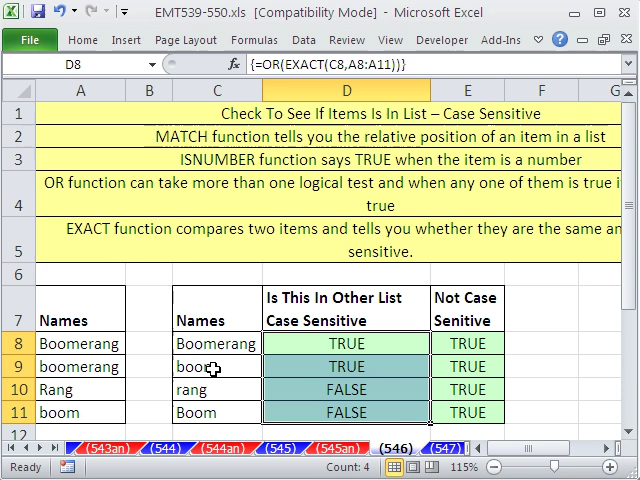 EMT539-550.xls [Compatibility Mode] - Microsoft Excel
File Home Insert Page Layout Formulas Data Review View Developer Add-Ins
D8 fx {=OR(EXACT(C8,A8:A11))}
A B C D E F G
1 Check To See If Items Is In List – Case Sensitive
2 MATCH function tells you the relative position of an item in a list
3 ISNUMBER function says TRUE when the item is a number
OR function can take more than one logical test and when any one of them is true i
4 true
EXACT function compares two items and tells you whether they are the same an
5 sensitive.
6
Is This In Other List Not Case
7 Names Names Case Sensitive Senitive
8 Boomerang Boomerang TRUE TRUE
9 boomerang TRUE TRUE
10 Rang rang FALSE TRUE
11 boom Boom FALSE TRUE
12
(543an) (544) (544an) (545) (545an) (546) (547)
Ready Count: 4 115%